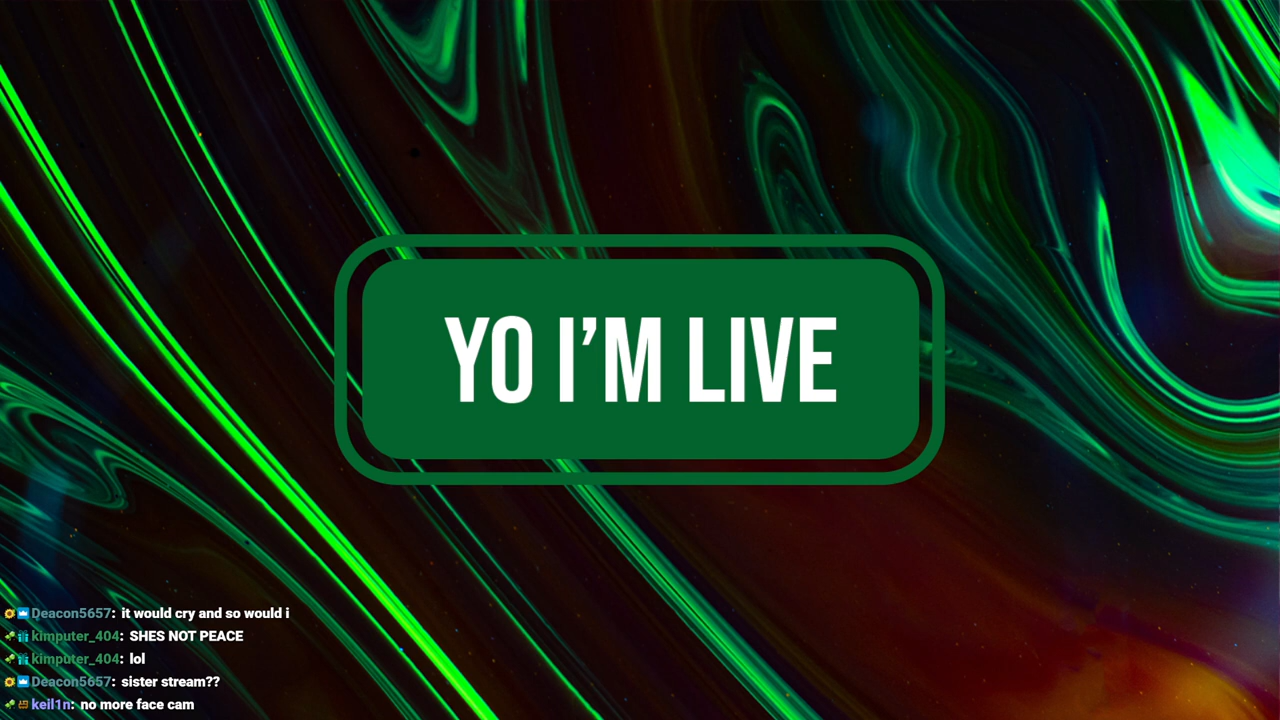 YO I’M LIVE
Deacon5657: it would cry and so would i
kimputer_404: SHES NOT PEACE
kimputer_404: lol
Deacon5657: sister stream??
keil1n: no more face cam